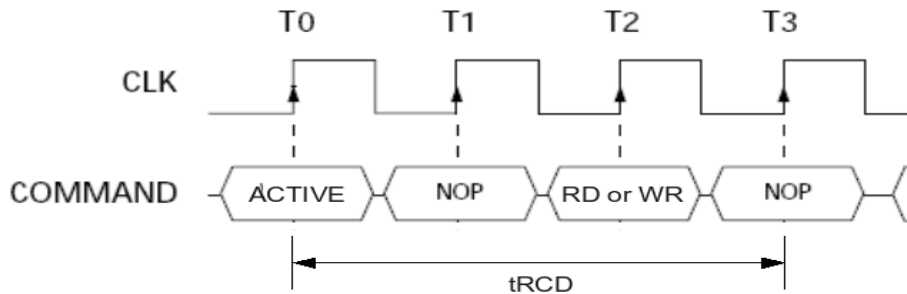 T0 T1 T2 T3
CLK
COMMAND ACTIVE NOP RD or WR NOP
tRCD